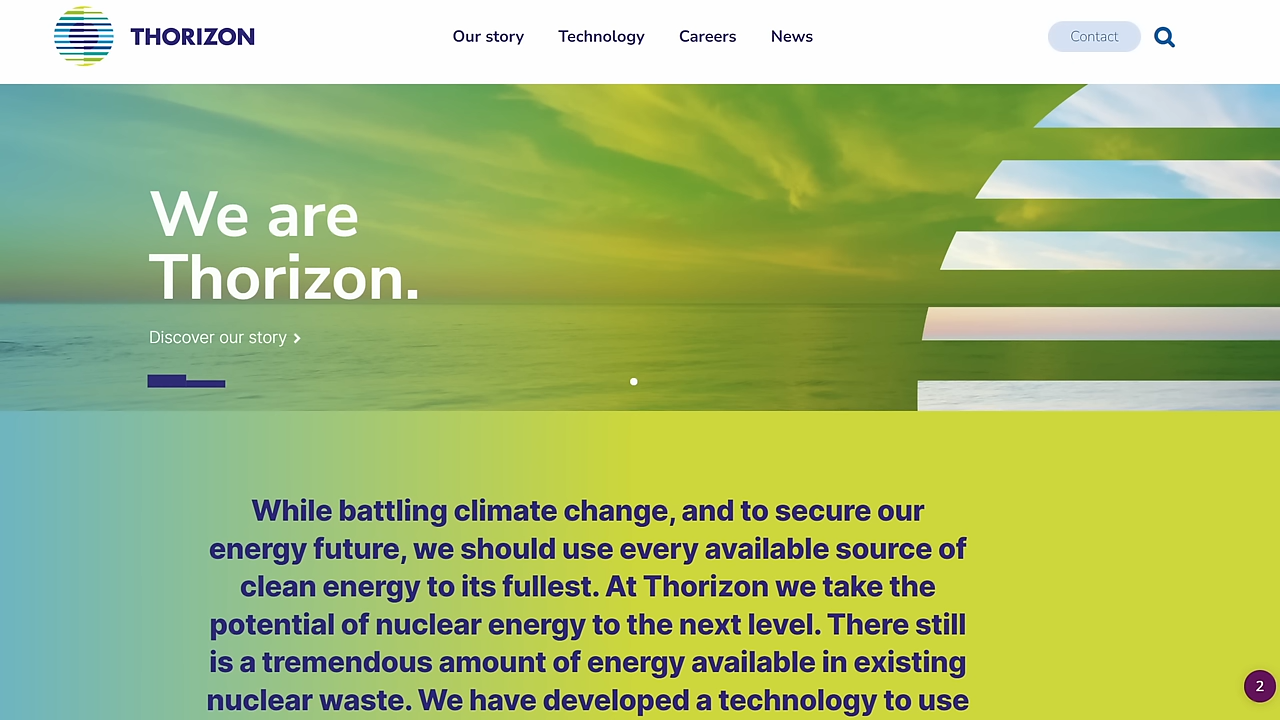 THORIZON
Our story
Technology
Careers
News
Contact
We are
Thorizon.
Discover our story
While battling climate change, and to secure our
energy future, we should use every available source of
clean energy to its fullest. At Thorizon we take the
potential of nuclear energy to the next level. There still
is a tremendous amount of energy available in existing
nuclear waste. We have developed a technology to use
2